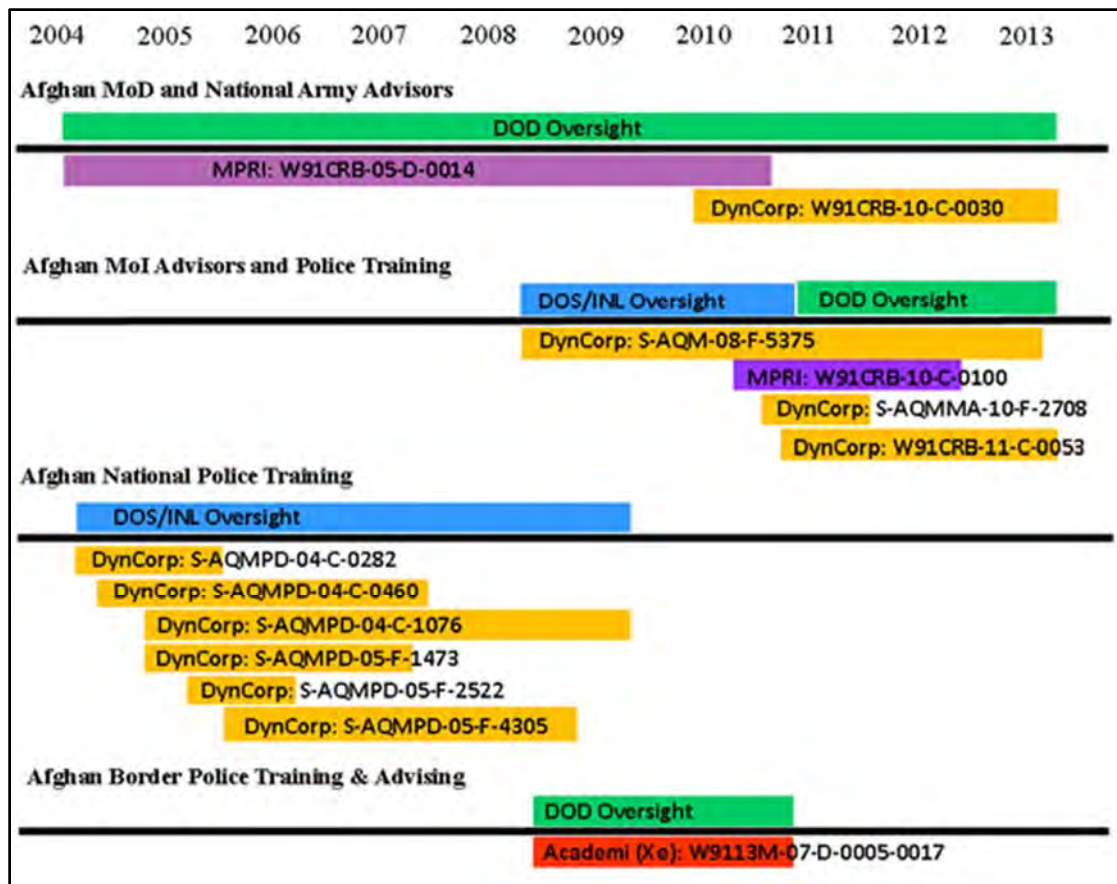 2004 2005 2006 2007 2008 2009 2010 2011 2012 2013
Afghan MoD and National Army Advisors
DOD Oversight
MPRI: W91CRB-05-D-0014
DynCorp: W91CRB-10-C-0030
Afghan MoI Advisors and Police Training
DOS/INL Oversight DOD Oversight
DynCorp: S-AQM-08-F-5375
MPRI: W91CRB-10-C-0100
DynCorp: S-AQMMA-10-F-2708
DynCorp: W91CRB-11-C-0053
Afghan National Police Training
DOS/INL Oversight
DynCorp: S-AQMPD-04-C-0282
DynCorp: S-AQMPD-04-C-0460
DynCorp: S-AQMPD-04-C-1076
DynCorp: S-AQMPD-05-F-1473
DynCorp: S-AQMPD-05-F-2522
DynCorp: S-AQMPD-05-F-4305
Afghan Border Police Training & Advising
DOD Oversight
Academi (Xe): W9113M-07-D-0005-0017